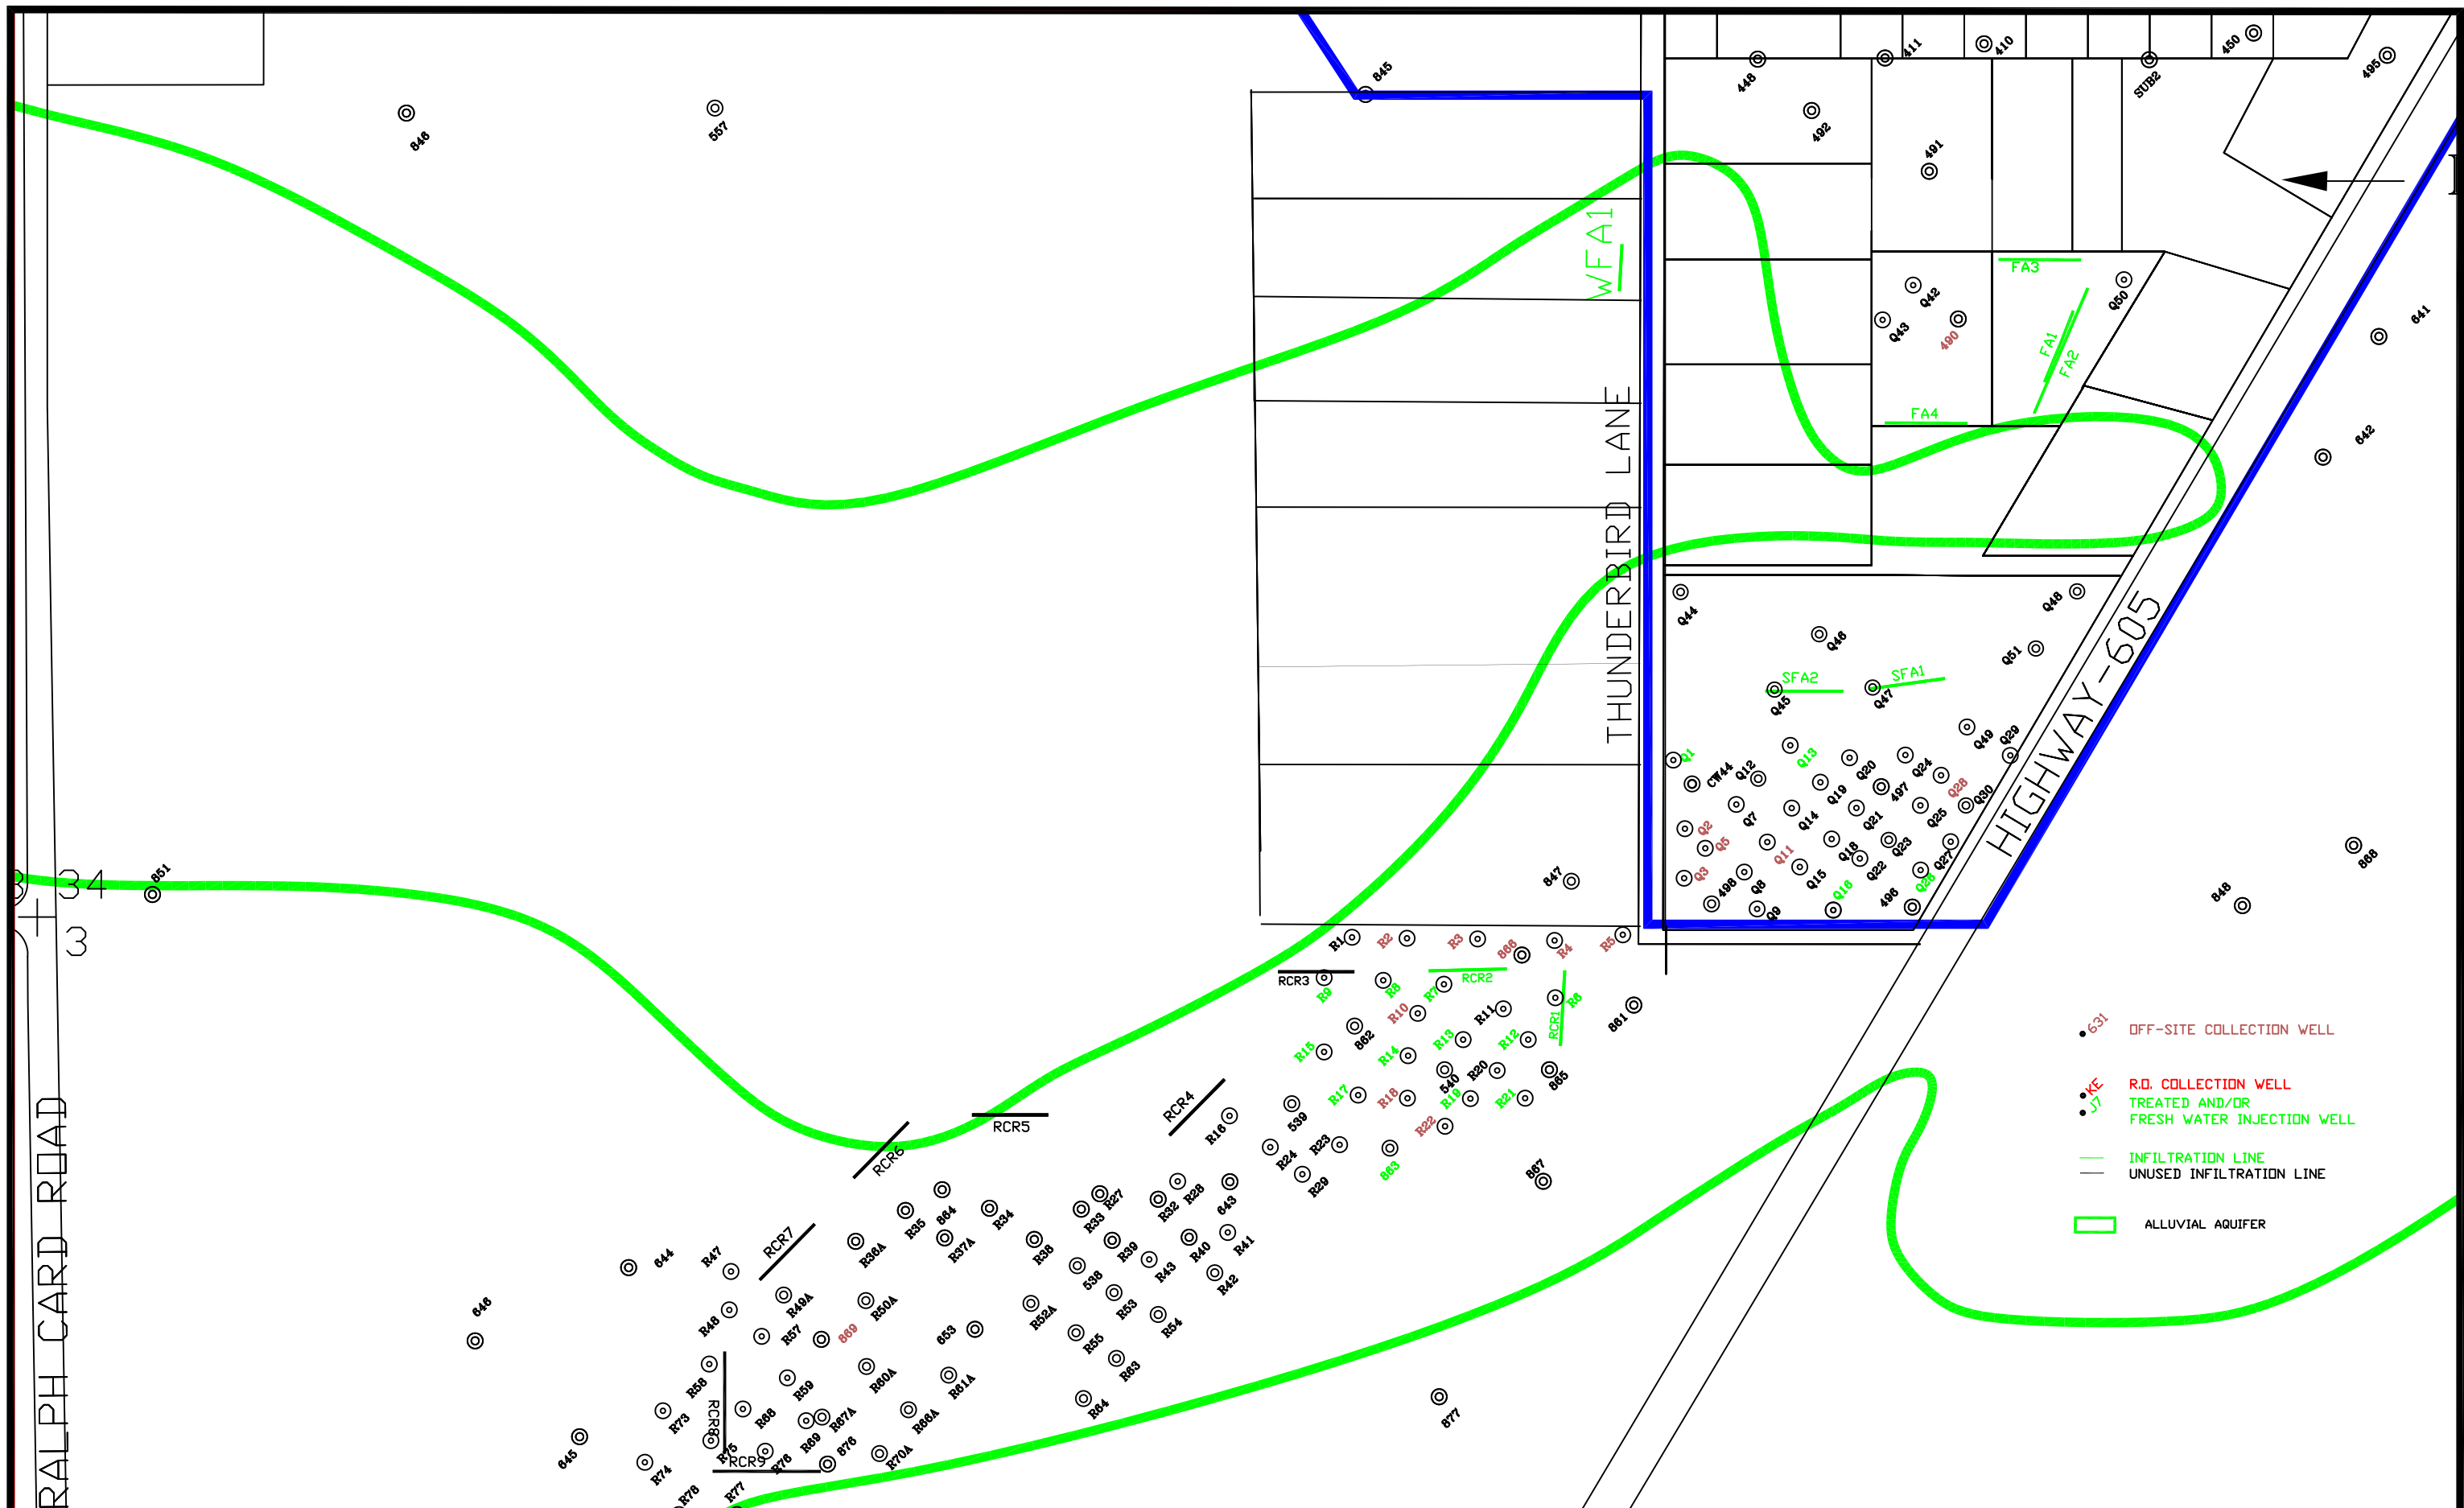 845
448
411
410
SUB2
450
495
846
557
492
491
WFA1
FA3
Q42
Q43
490
Q50
FA1
FA2
641
FA4
642
THUNDERBIRD LANE
Q44
Q46
Q48
Q51
HIGHWAY-605
SFA2
SFA1
Q45
Q47
Q49
Q29
Q1
CW44
Q12
Q13
Q20
Q24
Q28
Q30
Q19
497
Q7
Q14
Q21
Q25
Q2
Q5
Q11
Q18
Q23
Q27
Q3
498
Q8
Q15
Q22
Q26
Q9
Q16
496
868
848
847
851
34
3
R1
R2
R3
866
R4
R5
RCR3
RCR2
R9
R8
R7
R6
R10
R11
RCR1
861
862
R15
R14
R13
R12
540
R20
865
R17
R18
R19
R21
RCR4
R16
539
R22
RCR5
RCR6
R24
R23
863
R29
867
631 OFF-SITE COLLECTION WELL
KE R.O. COLLECTION WELL
J7 TREATED AND/OR
FRESH WATER INJECTION WELL
INFILTRATION LINE
UNUSED INFILTRATION LINE
ALLUVIAL AQUIFER
RALPH CARD ROAD
R35
864
R34
R33
R27
R32
R28
643
RCR7
R36A
R37A
R38
R39
R40
R41
644
R47
538
R43
R42
646
R48
R49A
R50A
R52A
R53
R54
R57
869
653
R55
R58
R59
R60A
R61A
R63
RCR8
R73
R68
R67A
R66A
R64
877
645
R74
R75
R76
R69
876
R70A
RCR9
R78
R77